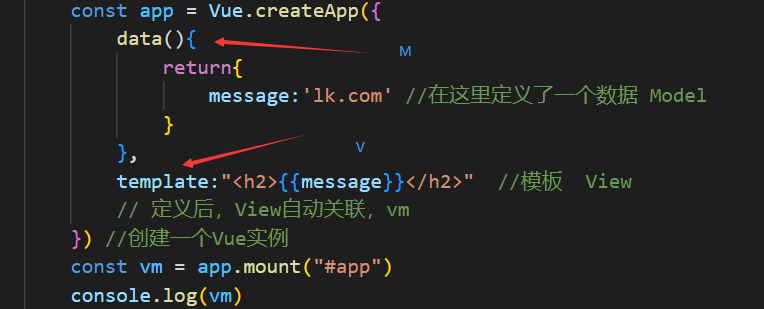 const app = Vue.createApp({
data(){
M
return{
message:'lk.com' //在这里定义了一个数据 Model
}
},
V
template:"<h2>{{message}}</h2>" //模板 View
// 定义后，View自动关联，vm
}) //创建一个Vue实例
const vm = app.mount("#app")
console.log(vm)